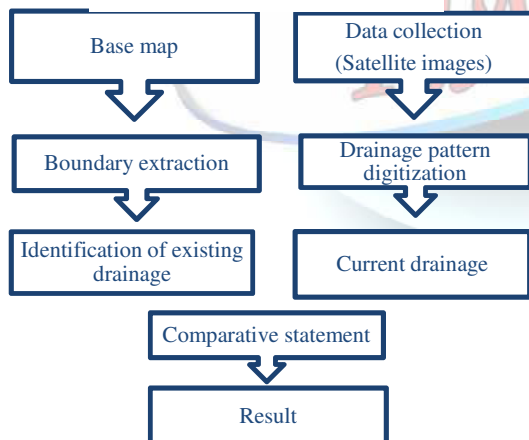 Base map
Data collection
(Satellite images)
Boundary extraction
Drainage pattern
digitization
Identification of existing
drainage
Current drainage
Comparative statement
Result